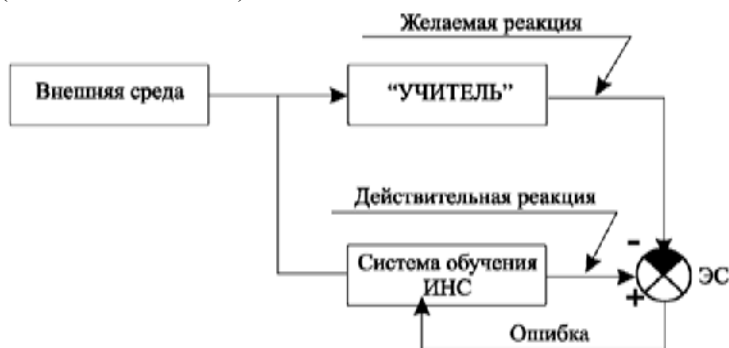 Желаемая реакция
Внешняя среда
“УЧИТЕЛЬ”
Действительная реакция
-
Система обучения
ИНС
ЭС
+
Ошибка